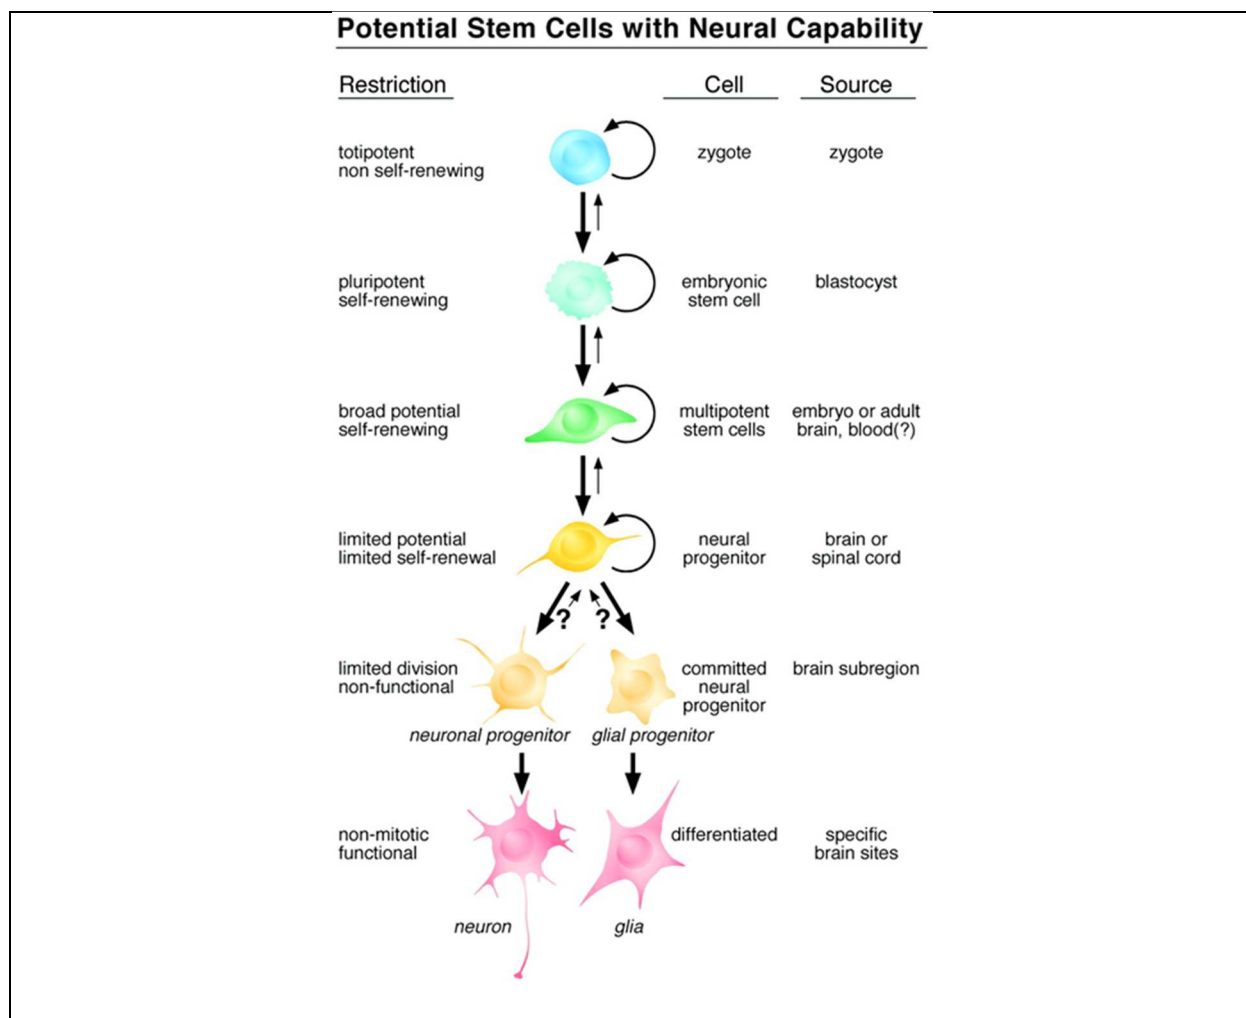 Potential Stem Cells with Neural Capability
Restriction Cell Source
totipotent
non self-renewing
zygote
zygote
pluripotent
self-renewing
embryonic
stem cell
blastocyst
broad potential
self-renewing
multipotent
stem cells
embryo or adult
brain, blood(?)
limited potential
limited self-renewal
neural
progenitor
brain or
spinal cord
? ?
limited division
non-functional
committed
neural
progenitor
brain subregion
neuronal progenitor
glial progenitor
non-mitotic
functional
differentiated
specific
brain sites
neuron
glia